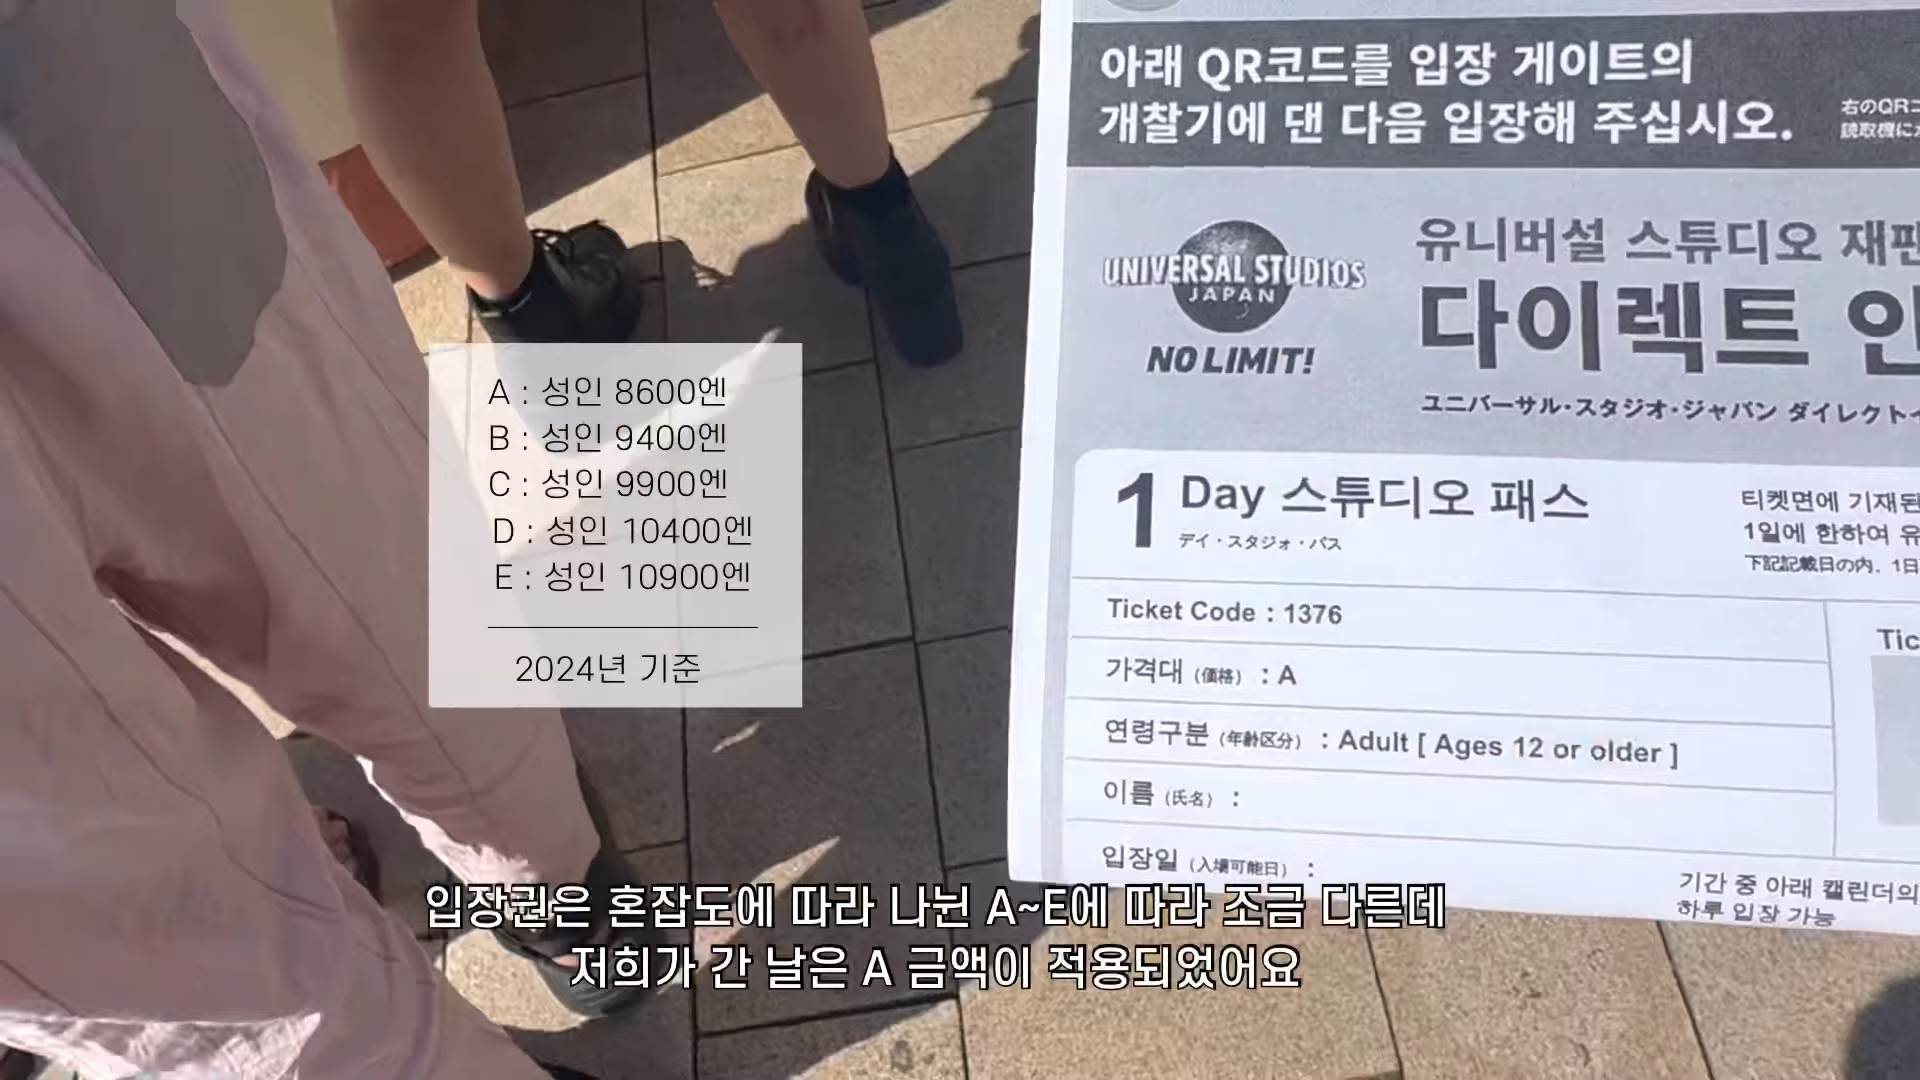 아래 QR코드를 입장 게이트의
개찰기에 댄 다음 입장해 주십시오.
右のQRコ
読取機に
UNIVERSAL STUDIOS
JAPAN
NO LIMIT!
유니버설 스튜디오 재팬
다이렉트 인
ユニバーサル・スタジオ・ジャパン ダイレクト
1 Day 스튜디오 패스
デイ・スタジオ・パス
티켓면에 기재된
1일에 한하여 유
下記記載日の内、1日
Ticket Code : 1376
Tic
가격대 (価格) : A
연령구분 (年齢区分) : Adult [ Ages 12 or older ]
이름 (氏名) :
입장일 (入場可能日) :
기간 중 아래 캘린더의
하루 입장 가능
A : 성인 8600엔
B : 성인 9400엔
C : 성인 9900엔
D : 성인 10400엔
E : 성인 10900엔
2024년 기준
입장권은 혼잡도에 따라 나뉜 A~E에 따라 조금 다른데
저희가 간 날은 A 금액이 적용되었어요